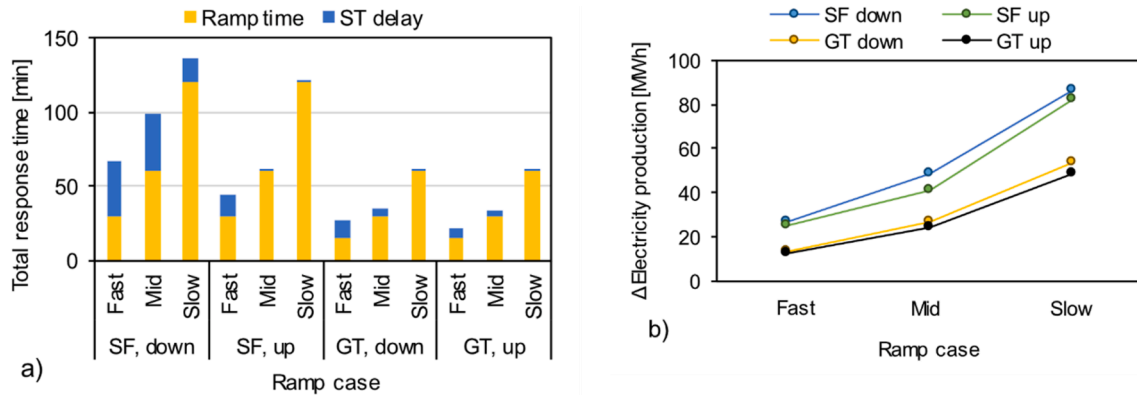 Ramp time ST delay
Total response time [min]
150
100
50
0
Fast Mid Slow Fast Mid Slow Fast Mid Slow Fast Mid Slow
SF, down SF, up GT, down GT, up
a)
Ramp case
SF down SF up
GT down GT up
ΔElectricity production [MWh]
100
80
60
40
20
0
Fast Mid Slow
b)
Ramp case